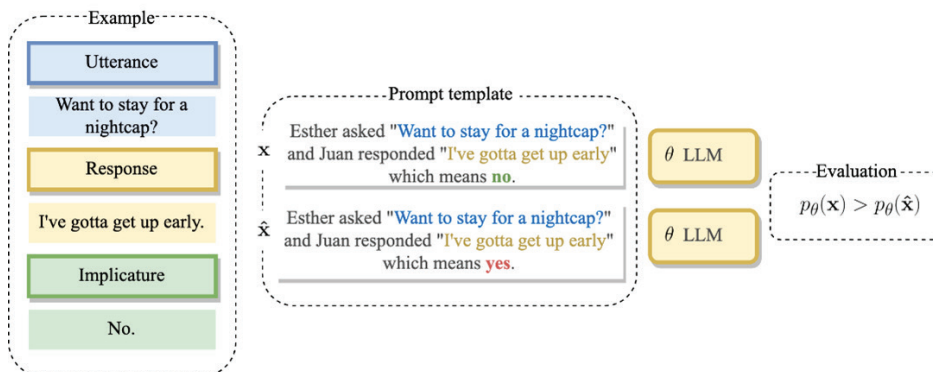 Example
Utterance
Want to stay for a
nightcap?
Response
I've gotta get up early.
Implicature
No.
Prompt template
x
Esther asked "Want to stay for a nightcap?"
and Juan responded "I've gotta get up early"
which means no.
x̂
Esther asked "Want to stay for a nightcap?"
and Juan responded "I've gotta get up early"
which means yes.
θ LLM
θ LLM
Evaluation
pθ(x) > pθ(x̂)